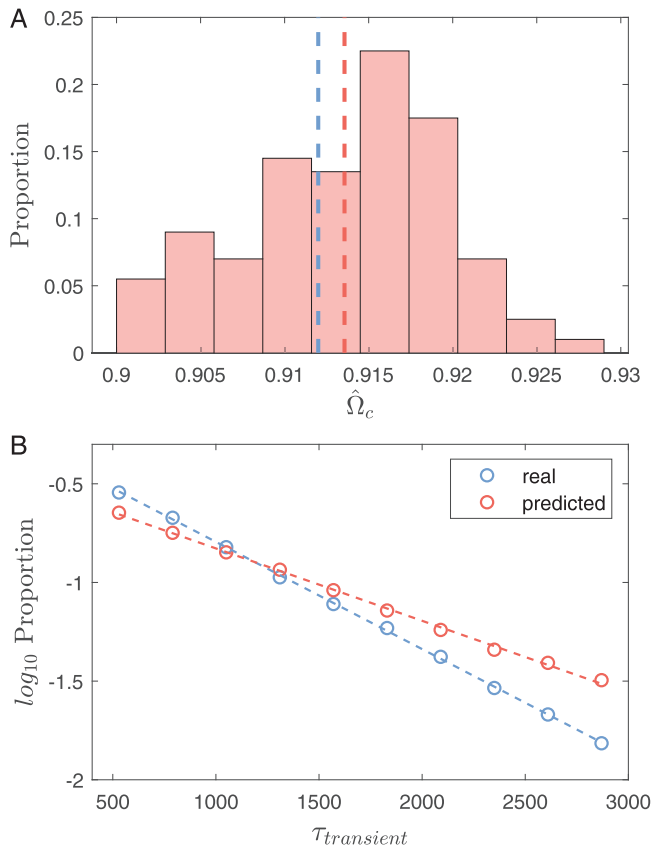 A
0.25
0.2
0.15
0.1
0.05
0
Proportion
0.9 0.905 0.91 0.915 0.92 0.925 0.93
Ω̂_c
B
real
predicted
-0.5
-1
-1.5
-2
log₁₀ Proportion
500 1000 1500 2000 2500 3000
τ_transient